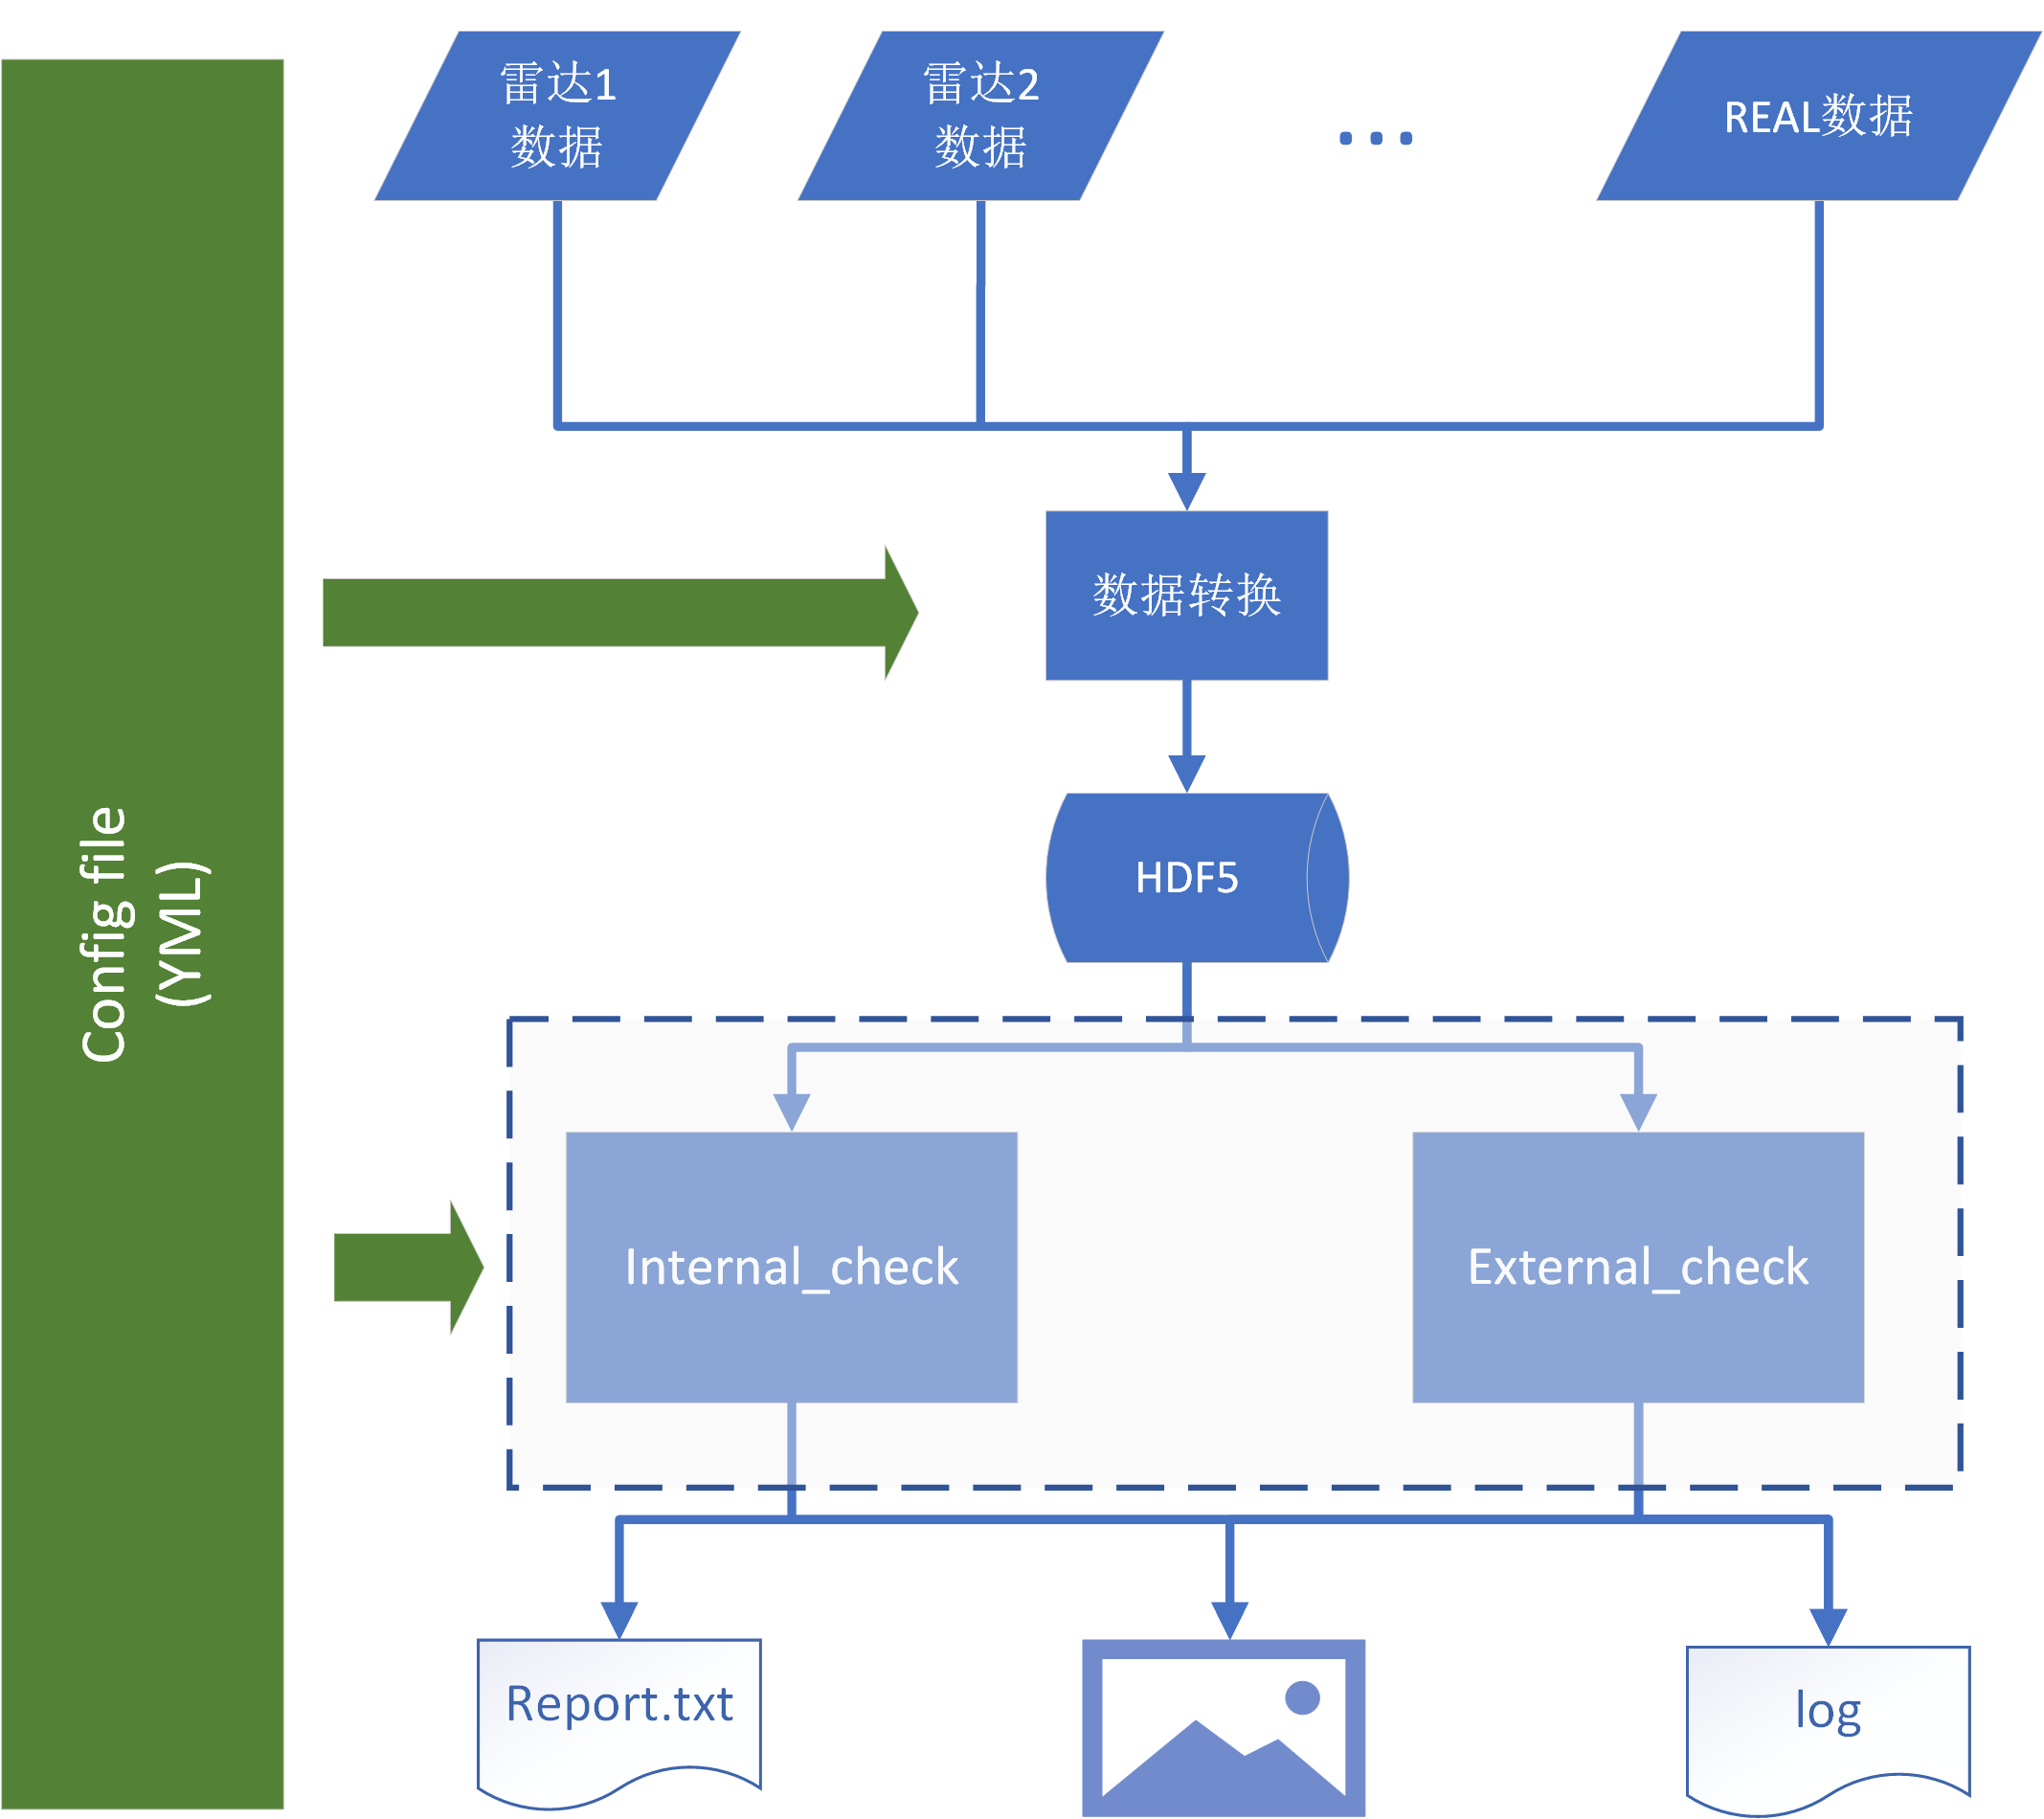 雷达1
数据
雷达2
数据
...
REAL数据
数据转换
Config file
(YML)
HDF5
Internal_check
External_check
Report.txt
log